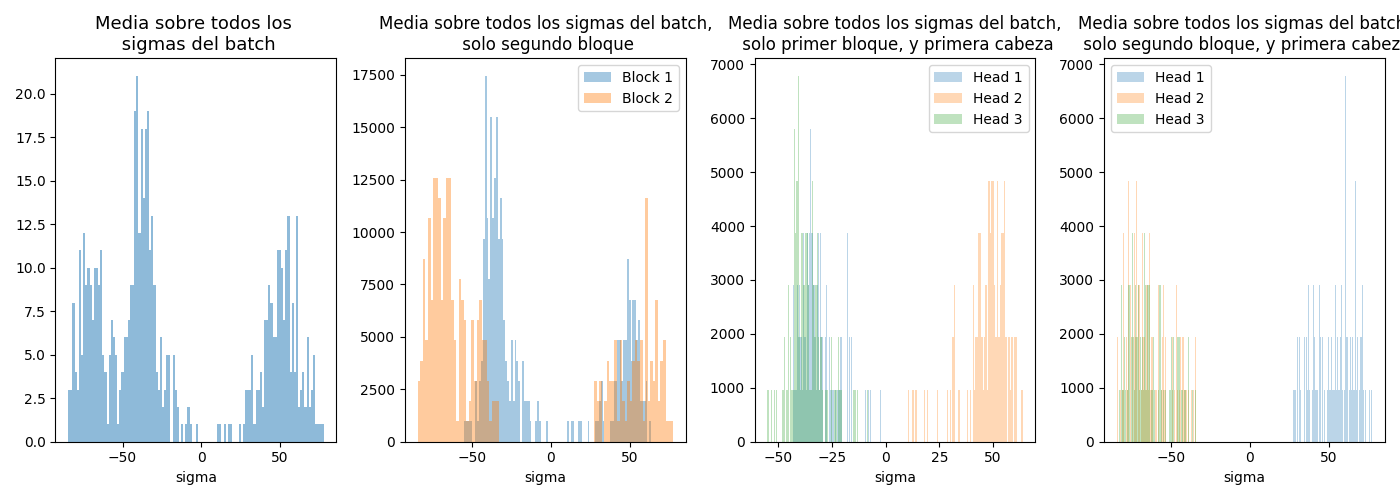 Media sobre todos los
sigmas del batch
0.0
2.5
5.0
7.5
10.0
12.5
15.0
17.5
20.0
−50
0
50
sigma
Media sobre todos los sigmas del batch,
solo segundo bloque
0
2500
5000
7500
10000
12500
15000
17500
Block 1
Block 2
−50
0
50
sigma
Media sobre todos los sigmas del batch,
solo primer bloque, y primera cabeza
0
1000
2000
3000
4000
5000
6000
7000
Head 1
Head 2
Head 3
−50
−25
0
25
50
sigma
Media sobre todos los sigmas del batch
solo segundo bloque, y primera cabez
0
1000
2000
3000
4000
5000
6000
7000
Head 1
Head 2
Head 3
−50
0
50
sigma